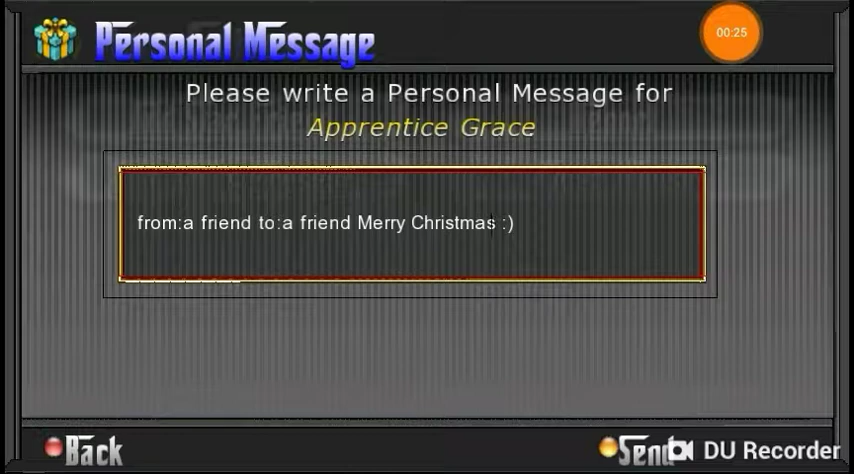 Personal Message
00:25
Please write a Personal Message for
Apprentice Grace
from:a friend to:a friend Merry Christmas :)
Back
Send
DU Recorder